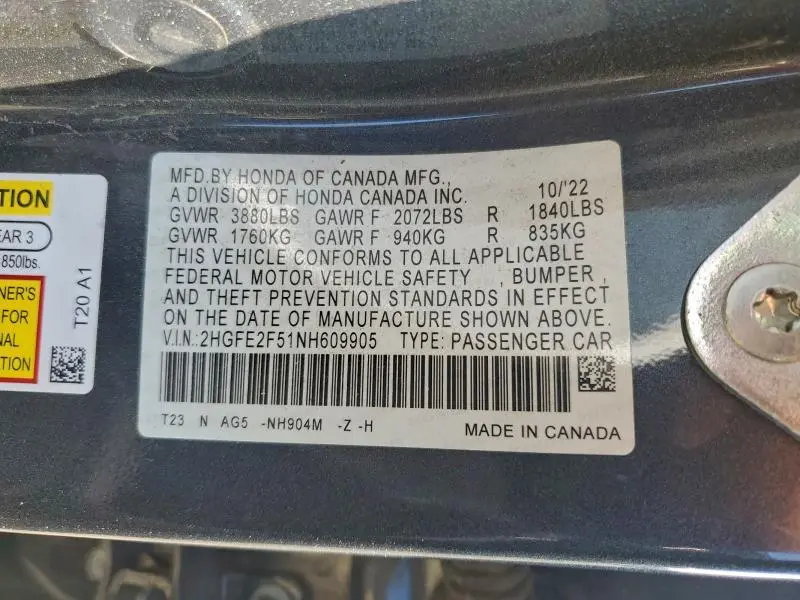 MFD.BY HONDA OF CANADA MFG.,
A DIVISION OF HONDA CANADA INC. 10/'22
GVWR 3880LBS GAWR F 2072LBS R 1840LBS
GVWR 1760KG GAWR F 940KG R 835KG
THIS VEHICLE CONFORMS TO ALL APPLICABLE
FEDERAL MOTOR VEHICLE SAFETY , BUMPER ,
AND THEFT PREVENTION STANDARDS IN EFFECT
ON THE DATE OF MANUFACTURE SHOWN ABOVE.
V.I.N.:2HGFE2F51NH609905 TYPE: PASSENGER CAR
T23 N AG5 -NH904M -Z -H
MADE IN CANADA
TION
EAR 3
850lbs.
NER'S
FOR
NAL
TION
T20 A1